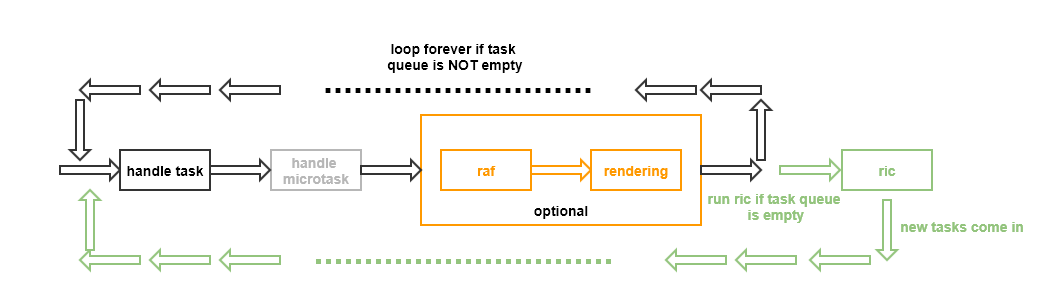 loop forever if task
queue is NOT empty
handle task
handle
microtask
raf
rendering
optional
ric
run ric if task queue
is empty
new tasks come in